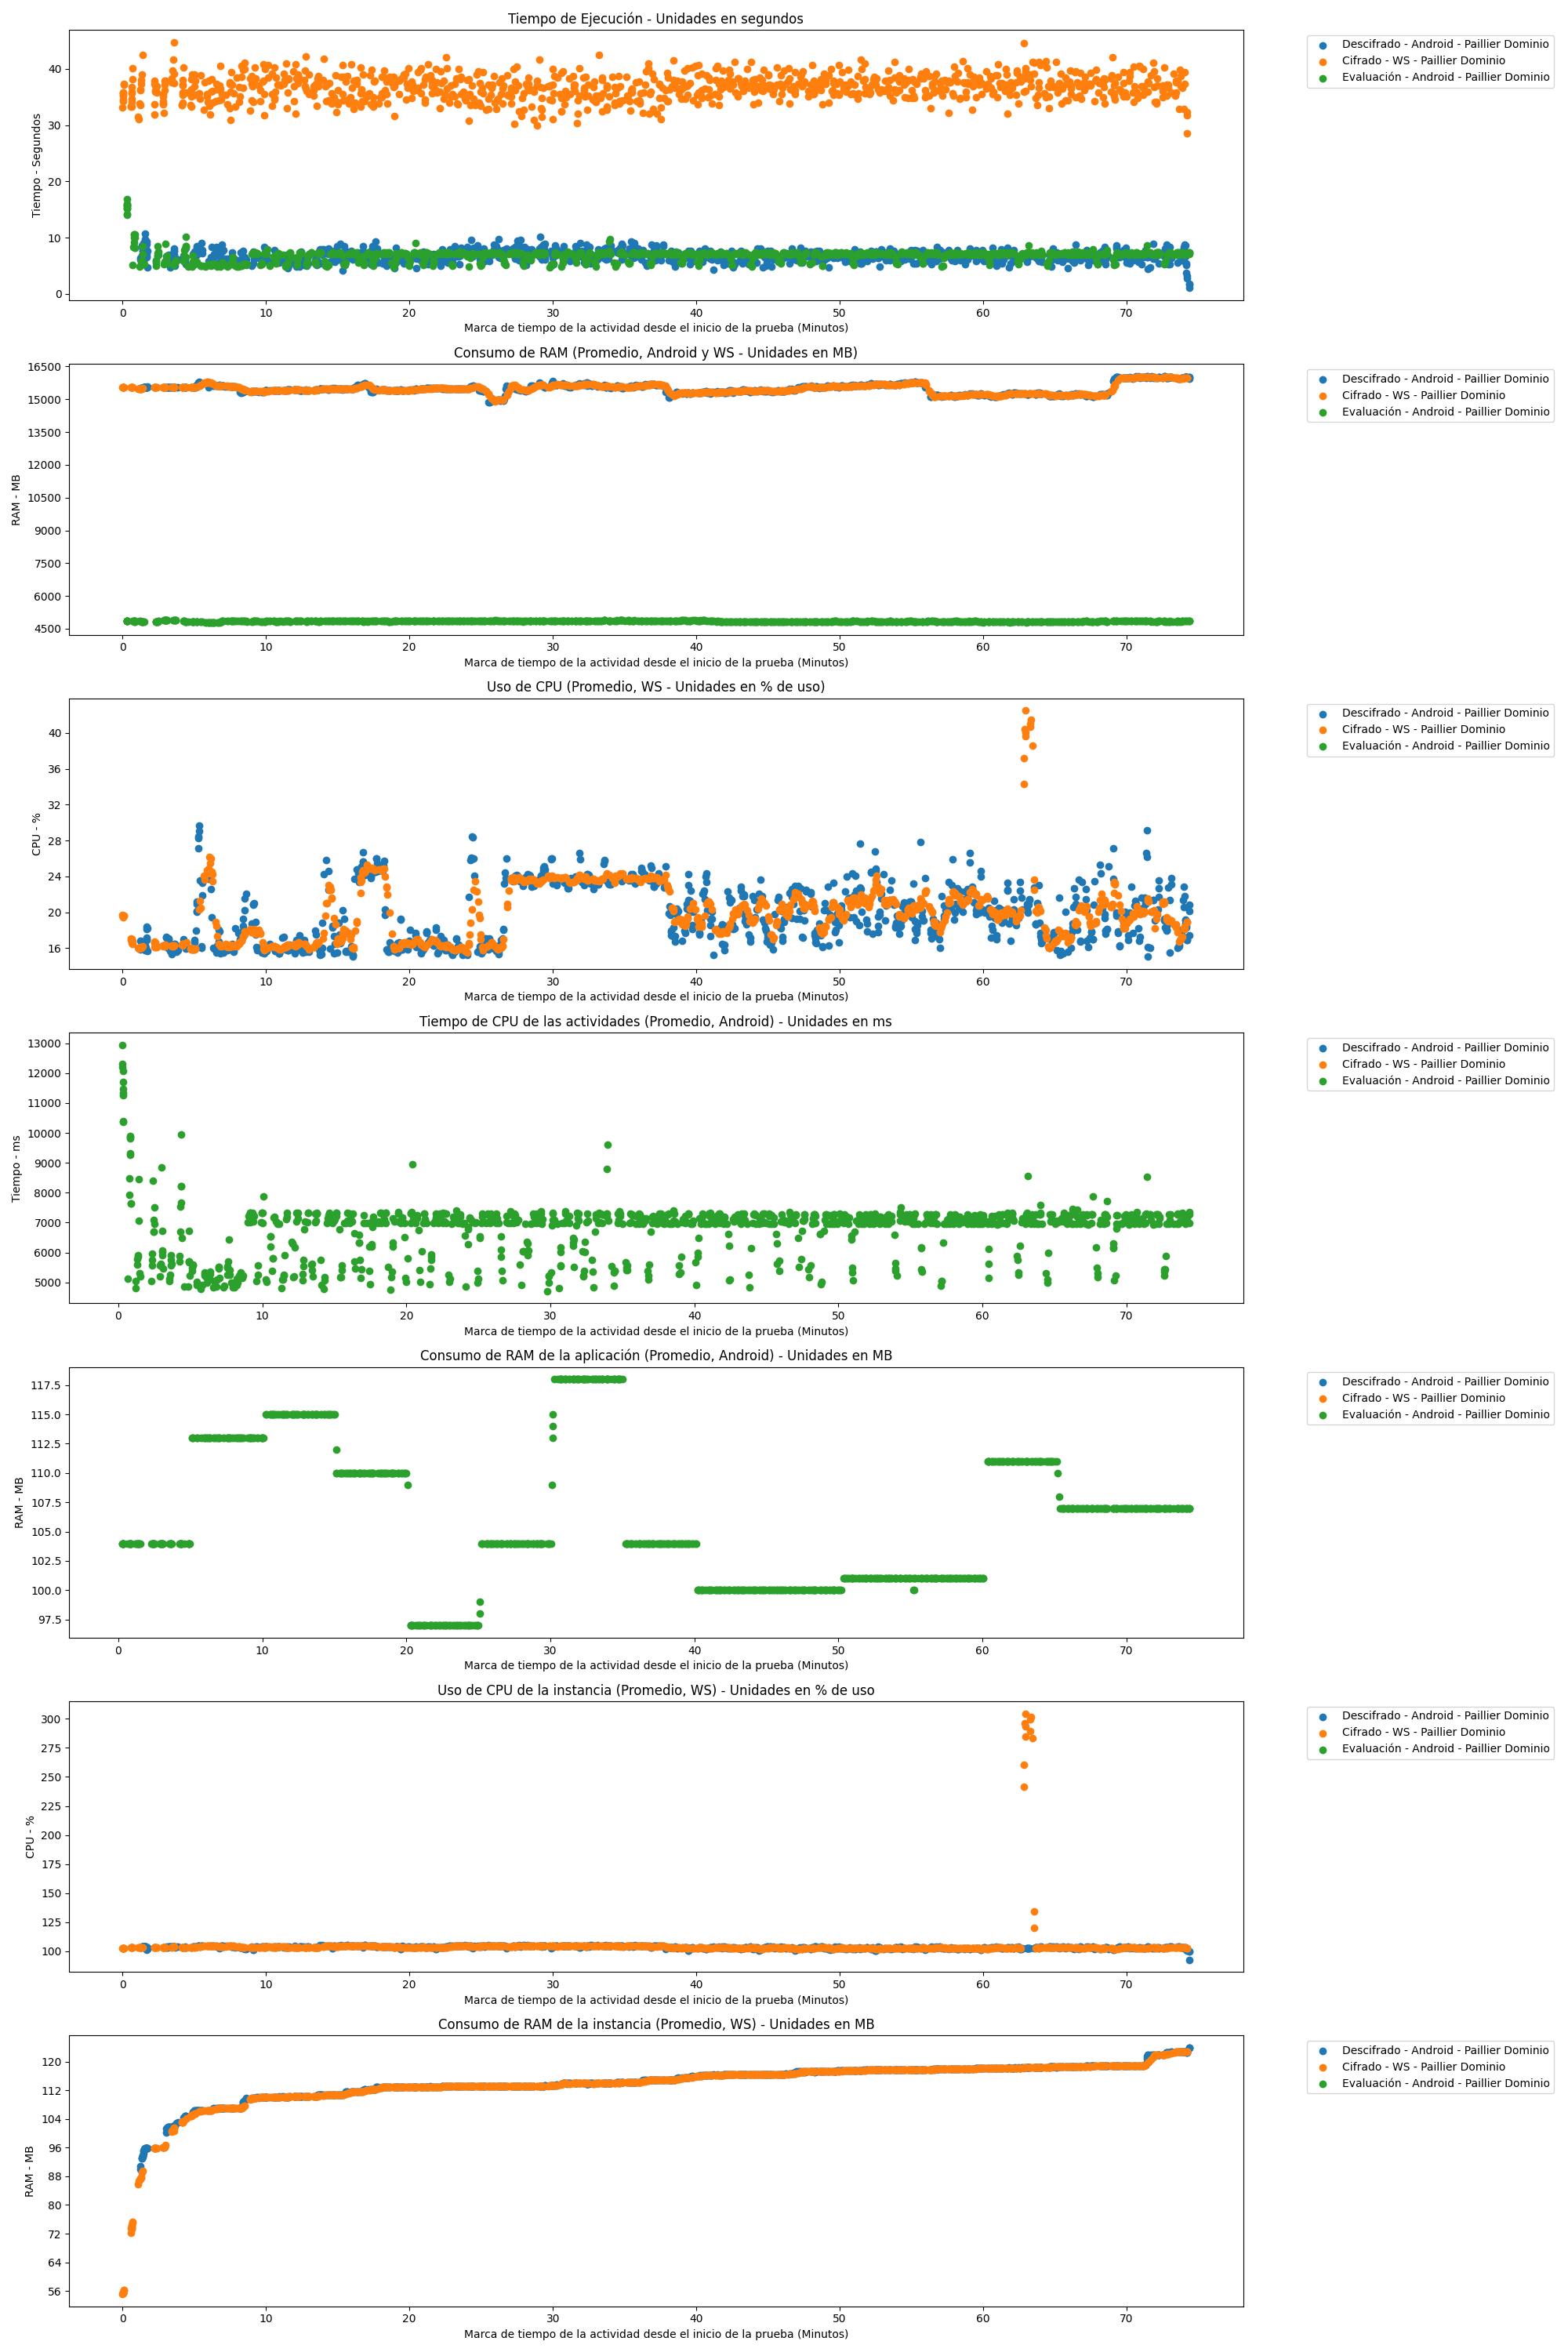 Tiempo de Ejecución - Unidades en segundos
Tiempo - Segundos
40
30
20
10
0
0 10 20 30 40 50 60 70
Marca de tiempo de la actividad desde el inicio de la prueba (Minutos)
Descifrado - Android - Paillier Dominio
Cifrado - WS - Paillier Dominio
Evaluación - Android - Paillier Dominio
Consumo de RAM (Promedio, Android y WS - Unidades en MB)
RAM - MB
16500
15000
13500
12000
10500
9000
7500
6000
4500
0 10 20 30 40 50 60 70
Marca de tiempo de la actividad desde el inicio de la prueba (Minutos)
Descifrado - Android - Paillier Dominio
Cifrado - WS - Paillier Dominio
Evaluación - Android - Paillier Dominio
Uso de CPU (Promedio, WS - Unidades en % de uso)
CPU - %
40
36
32
28
24
20
16
0 10 20 30 40 50 60 70
Marca de tiempo de la actividad desde el inicio de la prueba (Minutos)
Descifrado - Android - Paillier Dominio
Cifrado - WS - Paillier Dominio
Evaluación - Android - Paillier Dominio
Tiempo de CPU de las actividades (Promedio, Android) - Unidades en ms
Tiempo - ms
13000
12000
11000
10000
9000
8000
7000
6000
5000
0 10 20 30 40 50 60 70
Marca de tiempo de la actividad desde el inicio de la prueba (Minutos)
Descifrado - Android - Paillier Dominio
Cifrado - WS - Paillier Dominio
Evaluación - Android - Paillier Dominio
Consumo de RAM de la aplicación (Promedio, Android) - Unidades en MB
RAM - MB
117.5
115.0
112.5
110.0
107.5
105.0
102.5
100.0
97.5
0 10 20 30 40 50 60 70
Marca de tiempo de la actividad desde el inicio de la prueba (Minutos)
Descifrado - Android - Paillier Dominio
Cifrado - WS - Paillier Dominio
Evaluación - Android - Paillier Dominio
Uso de CPU de la instancia (Promedio, WS) - Unidades en % de uso
CPU - %
300
275
250
225
200
175
150
125
100
0 10 20 30 40 50 60 70
Marca de tiempo de la actividad desde el inicio de la prueba (Minutos)
Descifrado - Android - Paillier Dominio
Cifrado - WS - Paillier Dominio
Evaluación - Android - Paillier Dominio
Consumo de RAM de la instancia (Promedio, WS) - Unidades en MB
RAM - MB
120
112
104
96
88
80
72
64
56
0 10 20 30 40 50 60 70
Marca de tiempo de la actividad desde el inicio de la prueba (Minutos)
Descifrado - Android - Paillier Dominio
Cifrado - WS - Paillier Dominio
Evaluación - Android - Paillier Dominio